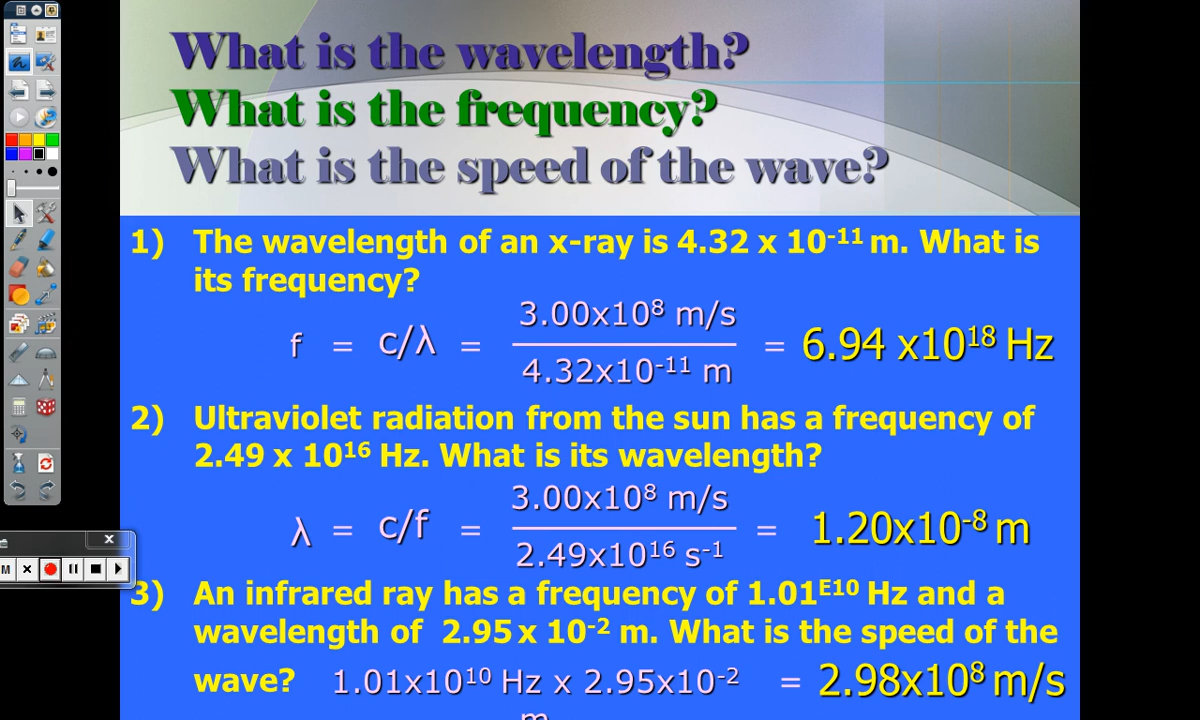 What is the wavelength?
What is the frequency?
What is the speed of the wave?
1) The wavelength of an x-ray is 4.32 x 10⁻¹¹ m. What is
its frequency?
f = c/λ = 3.00x10⁸ m/s
4.32x10⁻¹¹ m
= 6.94 x10¹⁸ Hz
2) Ultraviolet radiation from the sun has a frequency of
2.49 x 10¹⁶ Hz. What is its wavelength?
λ = c/f = 3.00x10⁸ m/s
2.49x10¹⁶ s⁻¹
= 1.20x10⁻⁸ m
3) An infrared ray has a frequency of 1.01ᴱ¹⁰ Hz and a
wavelength of 2.95 x 10⁻² m. What is the speed of the
wave? 1.01x10¹⁰ Hz x 2.95x10⁻² = 2.98x10⁸ m/s
m
M